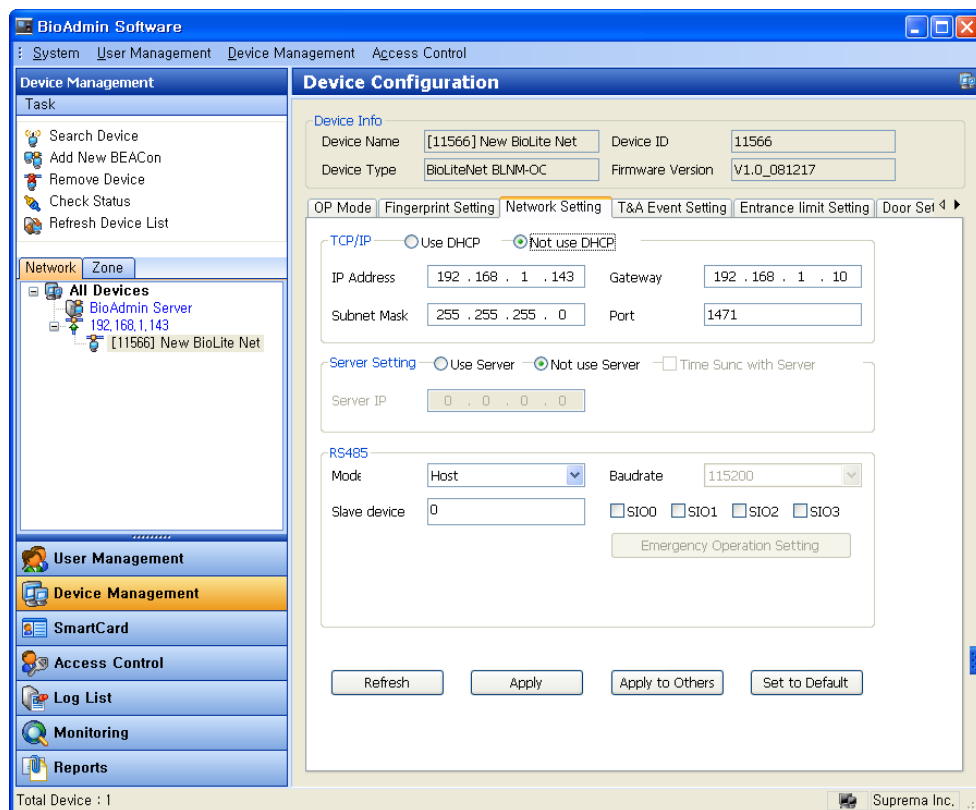 BioAdmin Software
System User Management Device Management Access Control
Device Management
Task
Search Device
Add New BEACon
Remove Device
Check Status
Refresh Device List
Network Zone
All Devices
BioAdmin Server
192,168,1,143
[11566] New BioLite Net
User Management
Device Management
SmartCard
Access Control
Log List
Monitoring
Reports
Device Configuration
Device Info
Device Name [11566] New BioLite Net Device ID 11566
Device Type BioLiteNet BLNM-OC Firmware Version V1.0_081217
OP Mode Fingerprint Setting Network Setting T&A Event Setting Entrance limit Setting Door Set
TCP/IP Use DHCP Not use DHCP
IP Address 192 . 168 . 1 . 143 Gateway 192 . 168 . 1 . 10
Subnet Mask 255 . 255 . 255 . 0 Port 1471
Server Setting Use Server Not use Server Time Sunc with Server
Server IP 0 . 0 . 0 . 0
RS485
Mode Host Baudrate 115200
Slave device 0 SIO0 SIO1 SIO2 SIO3
Emergency Operation Setting
Refresh Apply Apply to Others Set to Default
Total Device : 1 Suprema Inc.